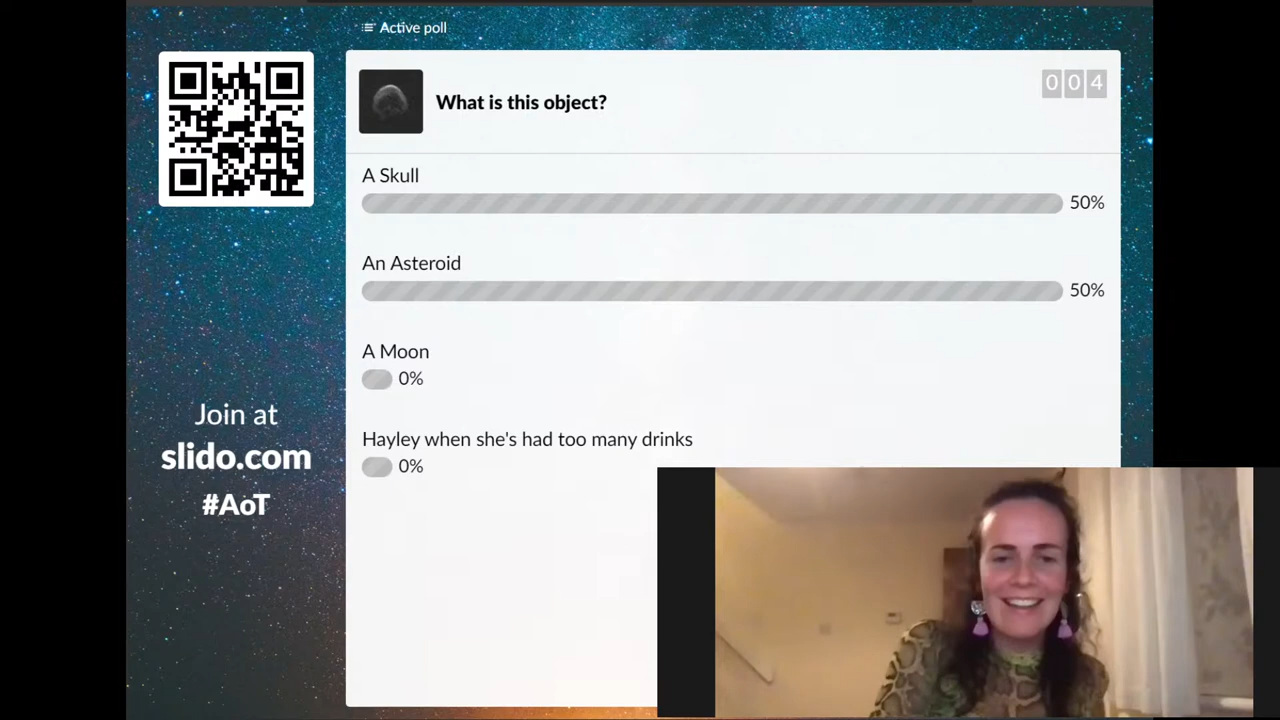 Active poll
What is this object?
004
A Skull
50%
An Asteroid
50%
A Moon
0%
Hayley when she's had too many drinks
0%
Join at
slido.com
#AoT